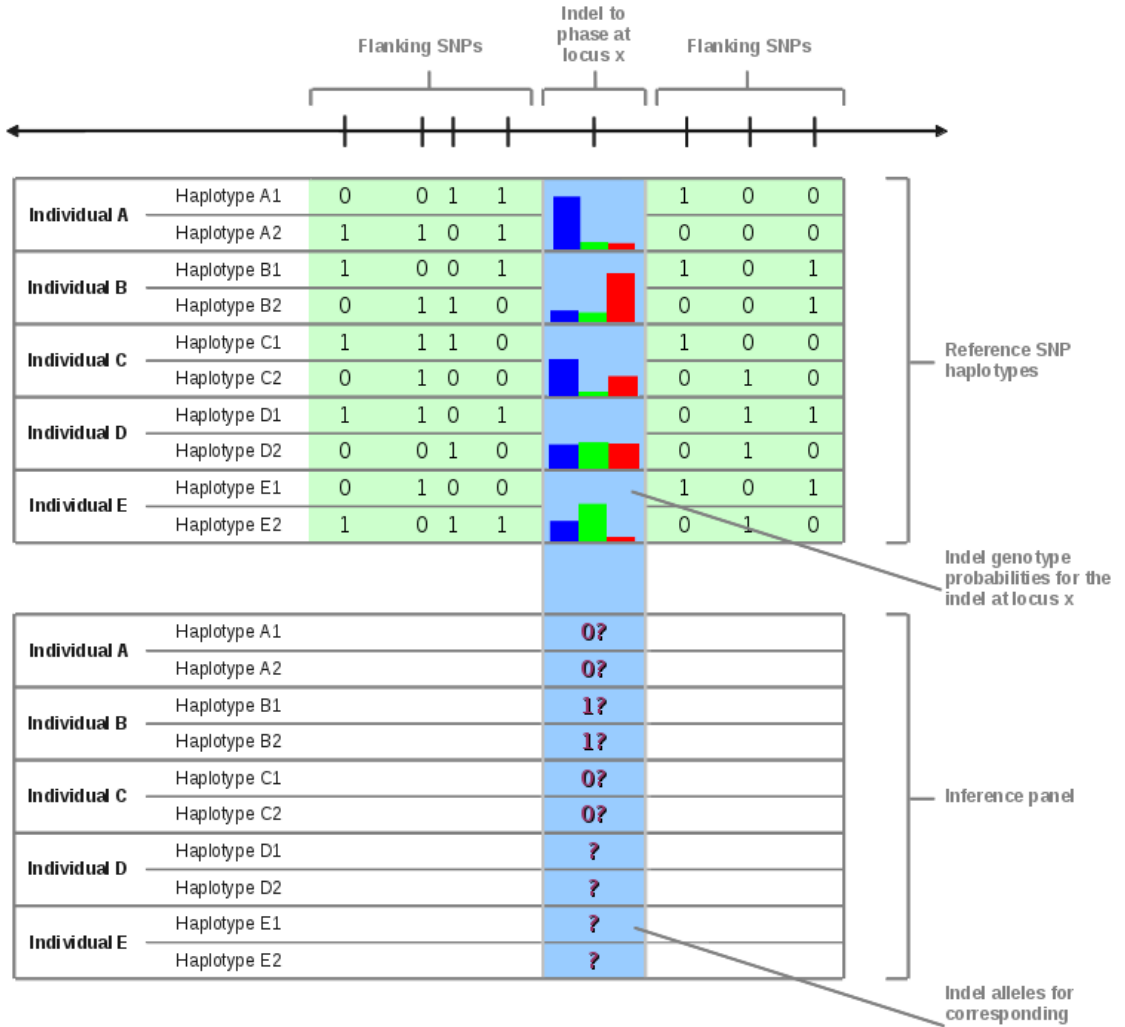 Indel to
phase at
locus x
Flanking SNPs
Flanking SNPs
Individual A
Haplotype A1 0 0 1 1 1 0 0
Haplotype A2 1 1 0 1 0 0 0
Individual B
Haplotype B1 1 0 0 1 1 0 1
Haplotype B2 0 1 1 0 0 0 1
Individual C
Haplotype C1 1 1 1 0 1 0 0
Haplotype C2 0 1 0 0 0 1 0
Individual D
Haplotype D1 1 1 0 1 0 1 1
Haplotype D2 0 0 1 0 0 1 0
Individual E
Haplotype E1 0 1 0 0 1 0 1
Haplotype E2 1 0 1 1 0 1 0
Reference SNP
haplotypes
Indel genotype
probabilities for the
indel at locus x
Individual A
Haplotype A1 0?
Haplotype A2 0?
Individual B
Haplotype B1 1?
Haplotype B2 1?
Individual C
Haplotype C1 0?
Haplotype C2 0?
Individual D
Haplotype D1 ?
Haplotype D2 ?
Individual E
Haplotype E1 ?
Haplotype E2 ?
Inference panel
Indel alleles for
corresponding